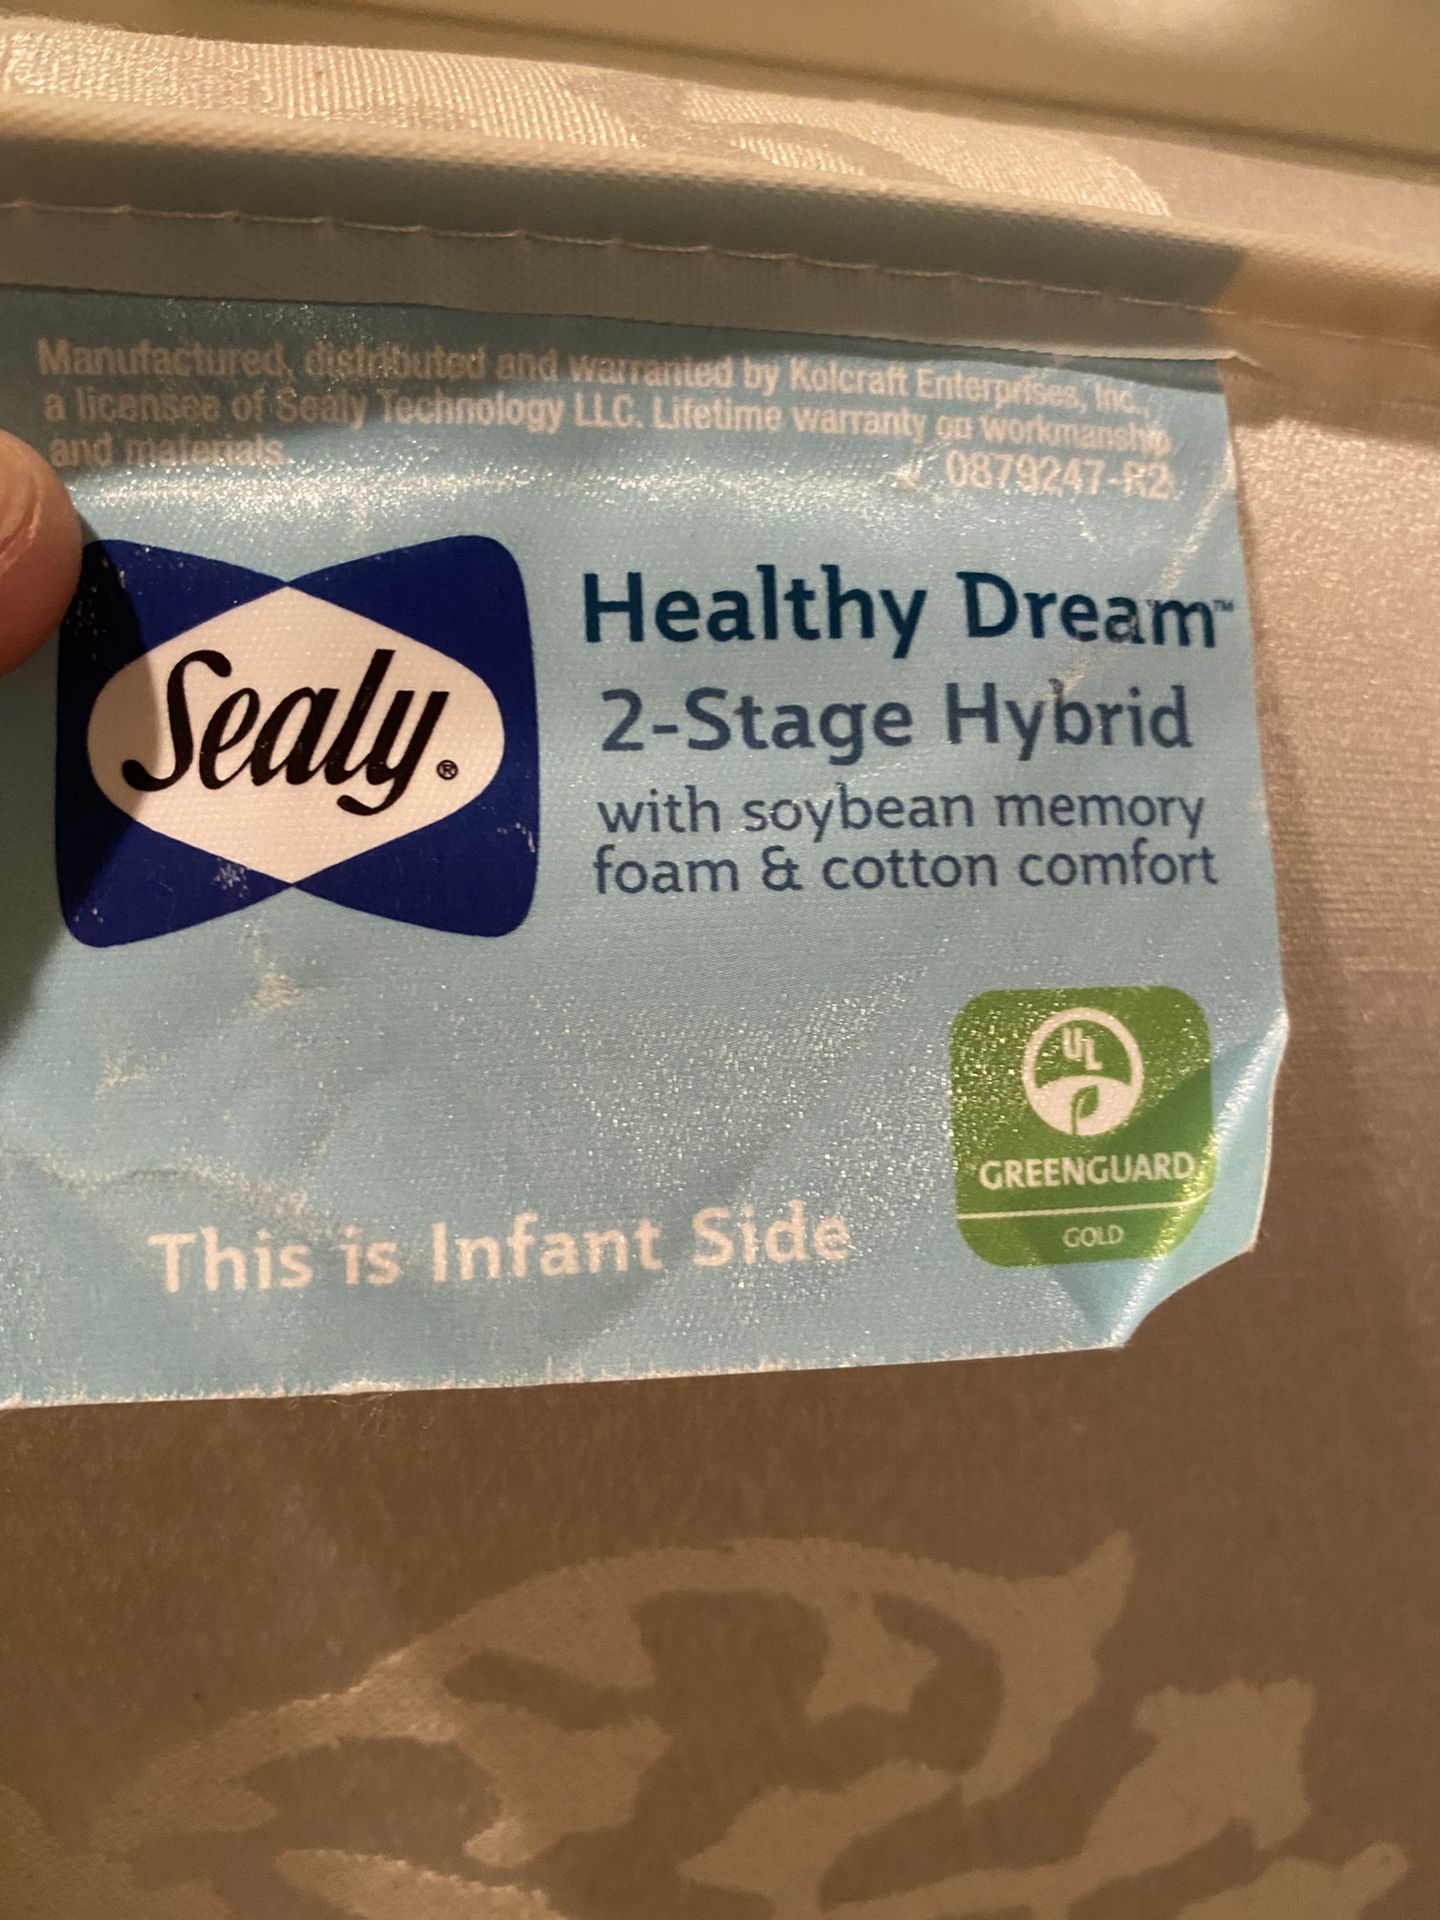 Manufactured, distributed and warranted by Kolcraft Enterprises, Inc.,
a licensee of Sealy Technology LLC. Lifetime warranty on workmanship
and materials.
0879247-R2
Sealy®
Healthy Dream™
2-Stage Hybrid
with soybean memory
foam & cotton comfort
UL
GREENGUARD
GOLD
This is Infant Side